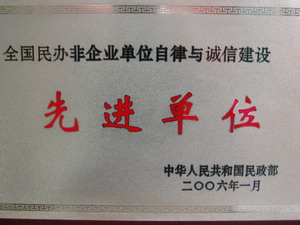 全国民办非企业单位自律与诚信建设
先进单位
中华人民共和国民政部
二〇〇六年一月